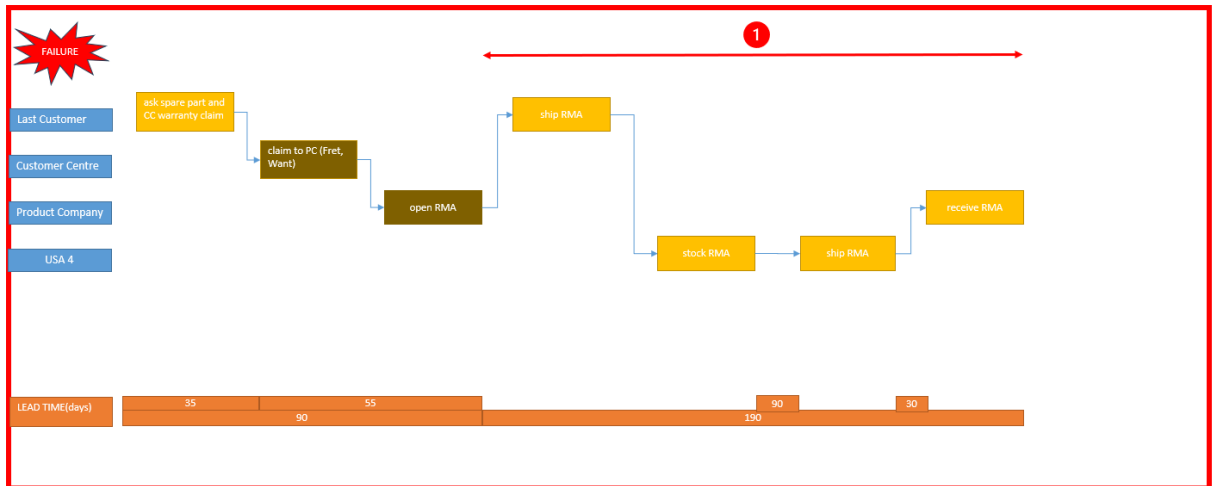 FAILURE
1
Last Customer
ask spare part and
CC warranty claim
ship RMA
Customer Centre
claim to PC (Fret,
Want)
Product Company
open RMA
receive RMA
USA 4
stock RMA
ship RMA
LEAD TIME(days)
35
55
90
30
90
190